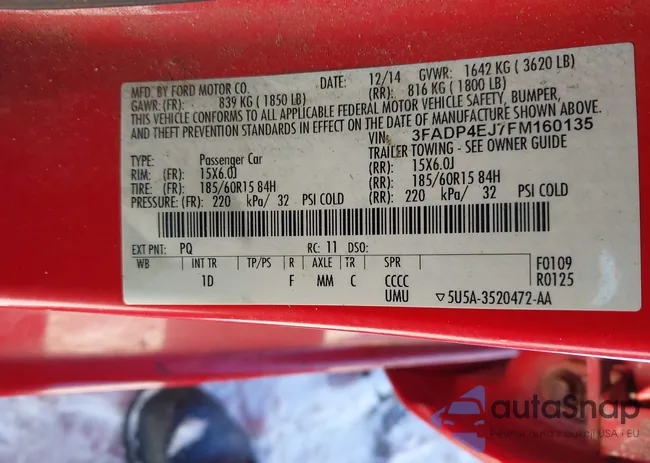 MFD. BY FORD MOTOR CO. DATE: 12/14 GVWR: 1642 KG ( 3620 LB)
GAWR: (FR): 839 KG ( 1850 LB) (RR): 816 KG ( 1800 LB)
THIS VEHICLE CONFORMS TO ALL APPLICABLE FEDERAL MOTOR VEHICLE SAFETY, BUMPER,
AND THEFT PREVENTION STANDARDS IN EFFECT ON THE DATE OF MANUFACTURE SHOWN ABOVE.
VIN: 3FADP4EJ7FM160135
TYPE: Passenger Car TRAILER TOWING - SEE OWNER GUIDE
RIM: (FR): 15X6.0J (RR): 15X6.0J
TIRE: (FR): 185/60R15 84H (RR): 185/60R15 84H
PRESSURE: (FR): 220 kPa/ 32 PSI COLD (RR): 220 kPa/ 32 PSI COLD
EXT PNT: PQ RC: 11 DSO:
WB INT TR TP/PS R AXLE TR SPR F0109
1D F MM C CCCC R0125
UMU ▽5U5A-3520472-AA
autaSnap
USA i EU